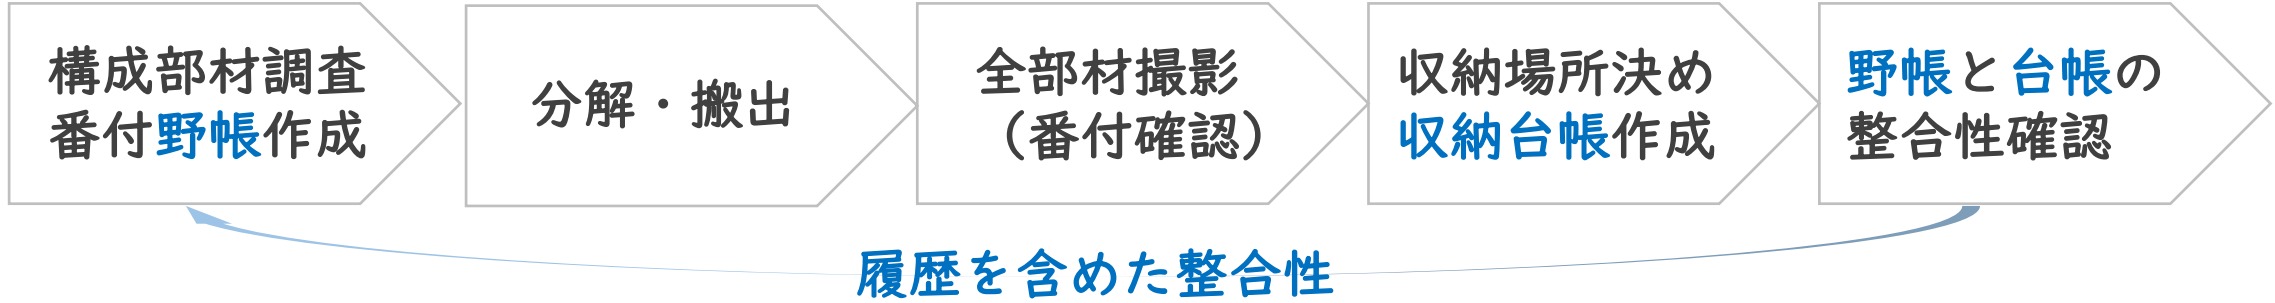 構成部材調査
番付野帳作成
分解・搬出
全部材撮影
（番付確認）
収納場所決め
収納台帳作成
野帳と台帳の
整合性確認
履歴を含めた整合性